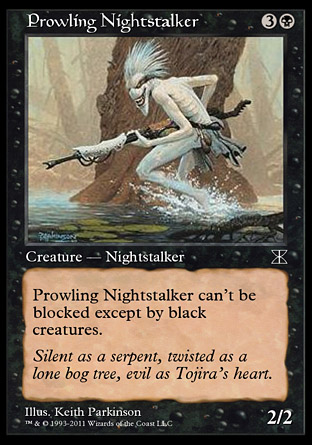 Prowling Nightstalker 3
PARKINSON
Creature — Nightstalker
Prowling Nightstalker can't be
blocked except by black
creatures.
Silent as a serpent, twisted as a
lone bog tree, evil as Tojira's heart.
Illus. Keith Parkinson
™ & © 1993-2011 Wizards of the Coast LLC
2/2